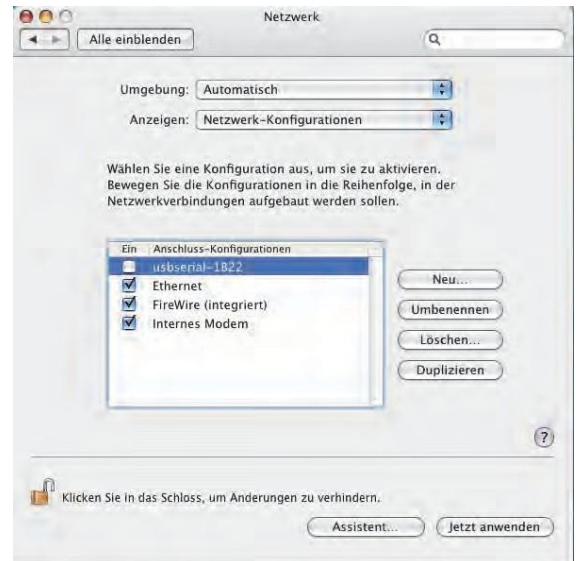 Netzwerk
Alle einblenden
Umgebung: Automatisch
Anzeigen: Netzwerk-Konfigurationen
Wählen Sie eine Konfiguration aus, um sie zu aktivieren.
Bewegen Sie die Konfigurationen in die Reihenfolge, in der
Netzwerkverbindungen aufgebaut werden sollen.
Ein Anschluss-Konfigurationen
usbserial-1B22
Ethernet
FireWire (integriert)
Internes Modem
Neu...
Umbenennen
Löschen...
Duplizieren
?
Klicken Sie in das Schloss, um Änderungen zu verhindern.
Assistent... Jetzt anwenden